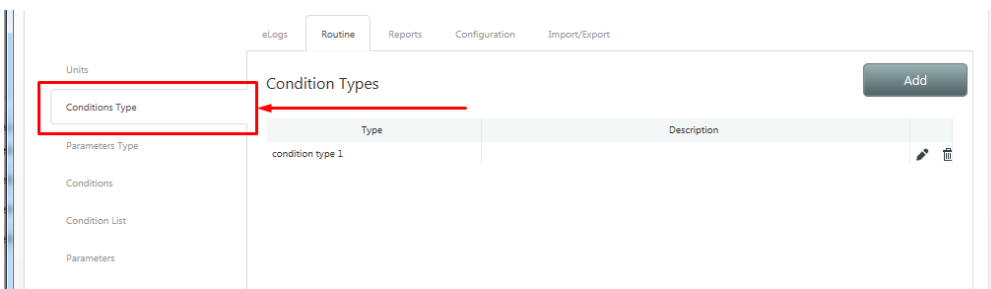 eLogs Routine Reports Configuration Import/Export
Units
Condition Types
Add
Conditions Type
Type Description
Parameters Type
condition type 1
Conditions
Condition List
Parameters